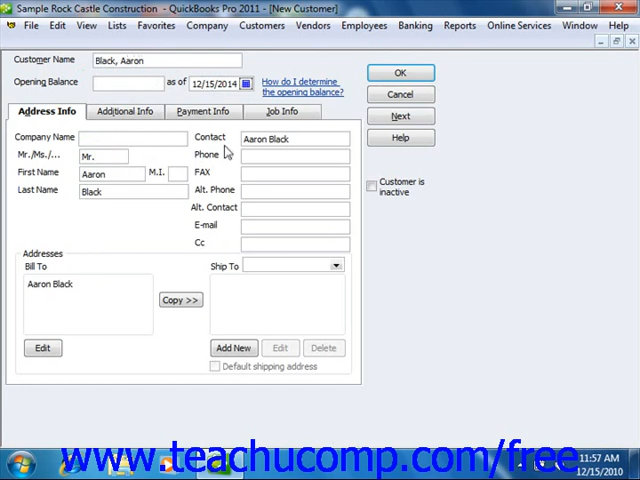 Sample Rock Castle Construction - QuickBooks Pro 2011 - [New Customer]
File Edit View Lists Favorites Company Customers Vendors Employees Banking Reports Online Services Window Help
Customer Name Black, Aaron
Opening Balance as of 12/15/2014 How do I determine the opening balance?
Address Info Additional Info Payment Info Job Info
Company Name
Mr./Ms./... Mr.
First Name Aaron M.I.
Last Name Black
Contact Aaron Black
Phone
FAX
Alt. Phone
Alt. Contact
E-mail
Cc
Addresses
Bill To
Aaron Black
Copy >>
Ship To
Edit
Add New Edit Delete
Default shipping address
OK
Cancel
Next
Help
Customer is inactive
www.teachucomp.com/free
11:57 AM
12/15/2010